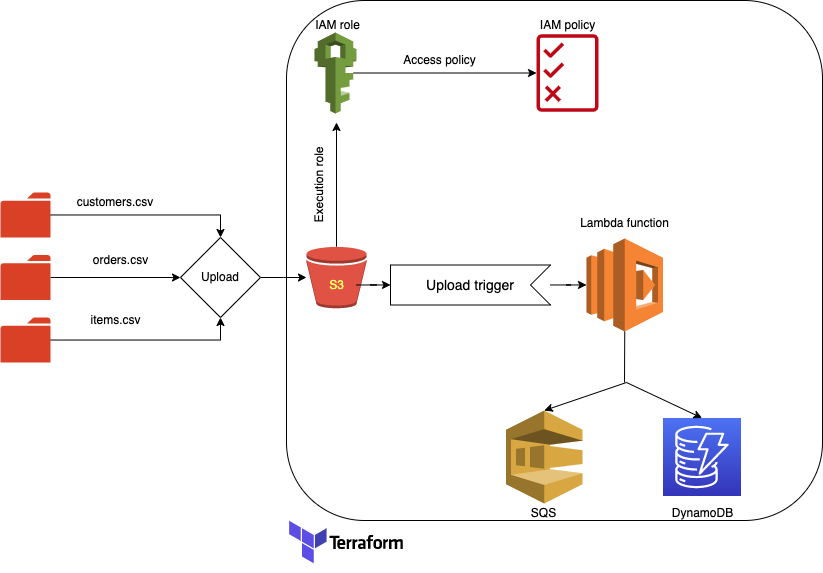 IAM role
IAM policy
Access policy
Execution role
customers.csv
Lambda function
orders.csv
Upload
S3
Upload trigger
items.csv
SQS
DynamoDB
Terraform